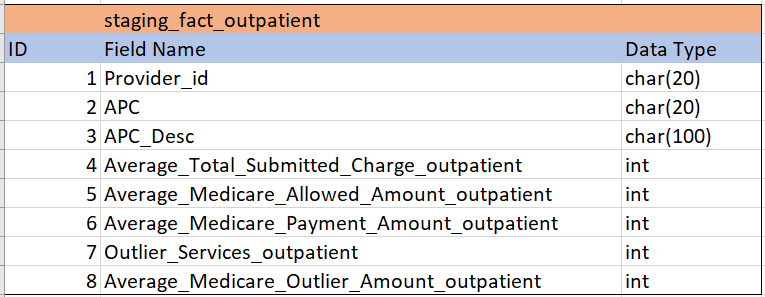 staging_fact_outpatient
ID Field Name Data Type
1 Provider_id char(20)
2 APC char(20)
3 APC_Desc char(100)
4 Average_Total_Submitted_Charge_outpatient int
5 Average_Medicare_Allowed_Amount_outpatient int
6 Average_Medicare_Payment_Amount_outpatient int
7 Outlier_Services_outpatient int
8 Average_Medicare_Outlier_Amount_outpatient int